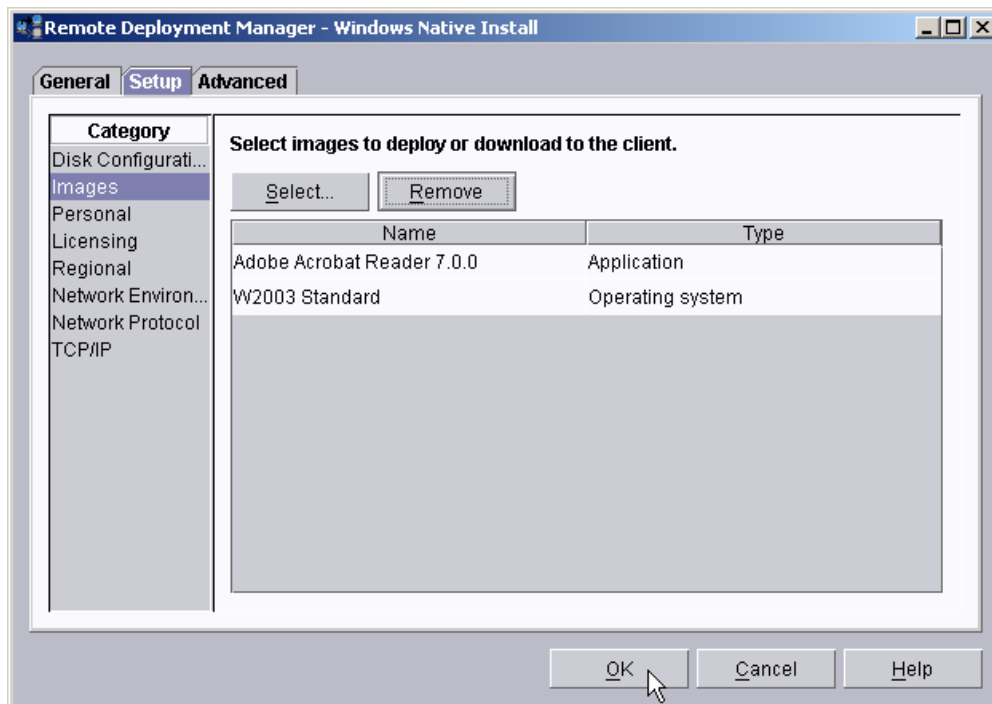 Remote Deployment Manager - Windows Native Install
General Setup Advanced
Category
Disk Configurati...
Images
Personal
Licensing
Regional
Network Environ...
Network Protocol
TCP/IP
Select images to deploy or download to the client.
Select... Remove
Name Type
Adobe Acrobat Reader 7.0.0 Application
W2003 Standard Operating system
OK Cancel Help